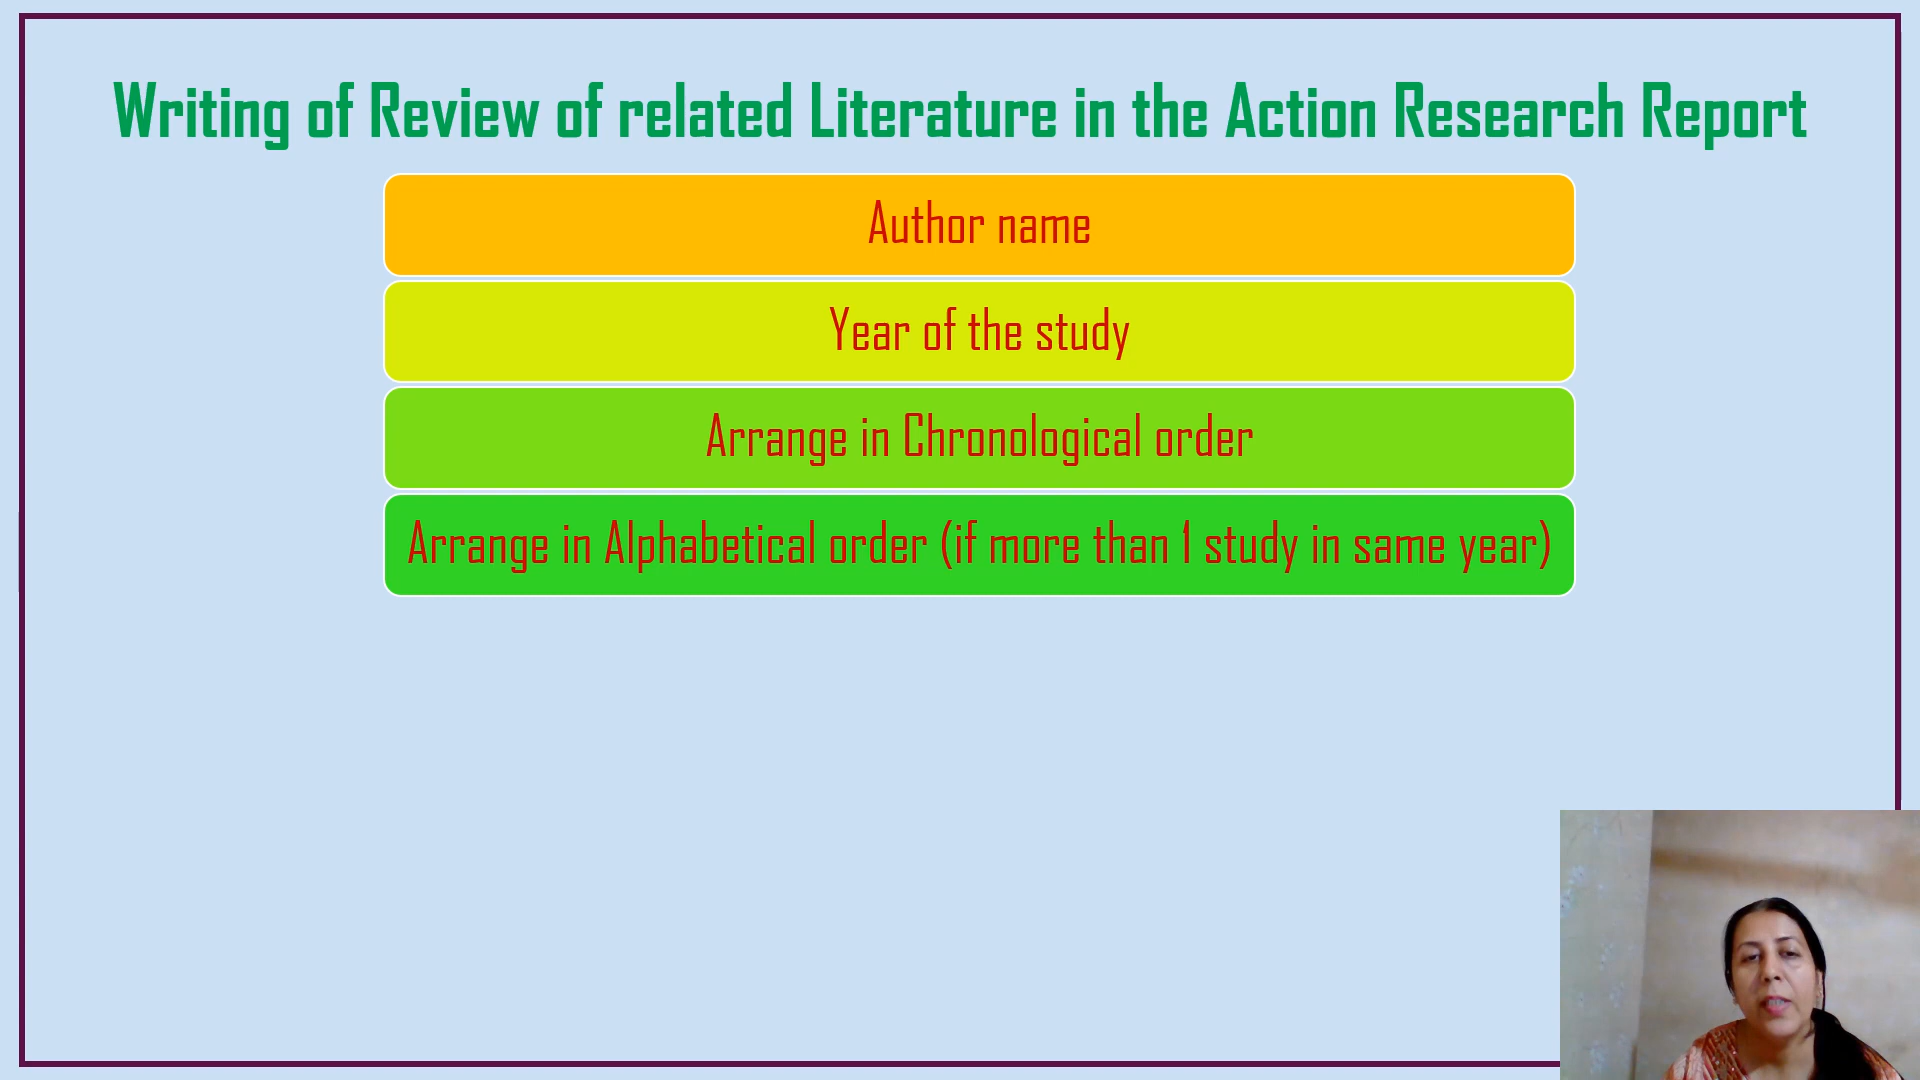 Writing of Review of related Literature in the Action Research Report
Author name
Year of the study
Arrange in Chronological order
Arrange in Alphabetical order (if more than 1 study in same year)